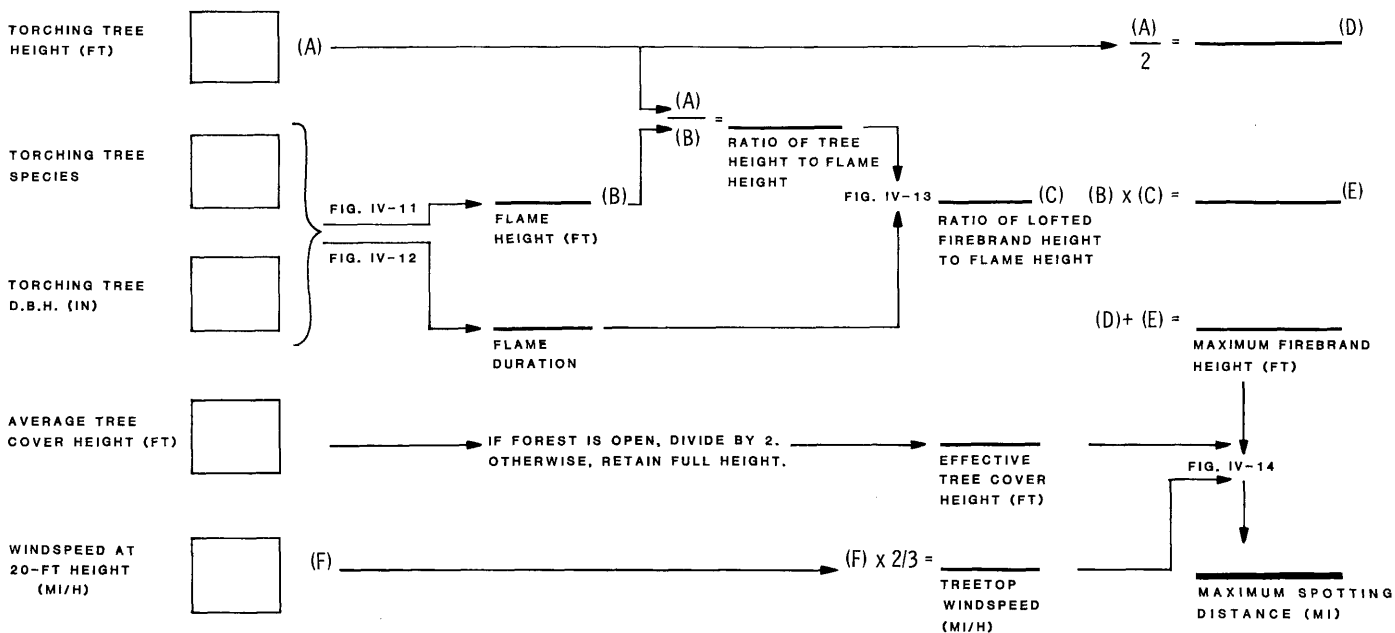 TORCHING TREE
HEIGHT (FT)
(A)
(A)
2
=
(D)
(A)
(B)
=
RATIO OF TREE
HEIGHT TO FLAME
HEIGHT
TORCHING TREE
SPECIES
FIG. IV-11
FLAME
HEIGHT (FT)
(B)
FIG. IV-13
(C)
RATIO OF LOFTED
FIREBRAND HEIGHT
TO FLAME HEIGHT
(B) x (C) =
(E)
FIG. IV-12
TORCHING TREE
D.B.H. (IN)
FLAME
DURATION
(D)+ (E) =
MAXIMUM FIREBRAND
HEIGHT (FT)
AVERAGE TREE
COVER HEIGHT (FT)
IF FOREST IS OPEN, DIVIDE BY 2.
OTHERWISE, RETAIN FULL HEIGHT.
EFFECTIVE
TREE COVER
HEIGHT (FT)
FIG. IV-14
WINDSPEED AT
20-FT HEIGHT
(MI/H)
(F)
(F) x 2/3 =
TREETOP
WINDSPEED
(MI/H)
MAXIMUM SPOTTING
DISTANCE (MI)